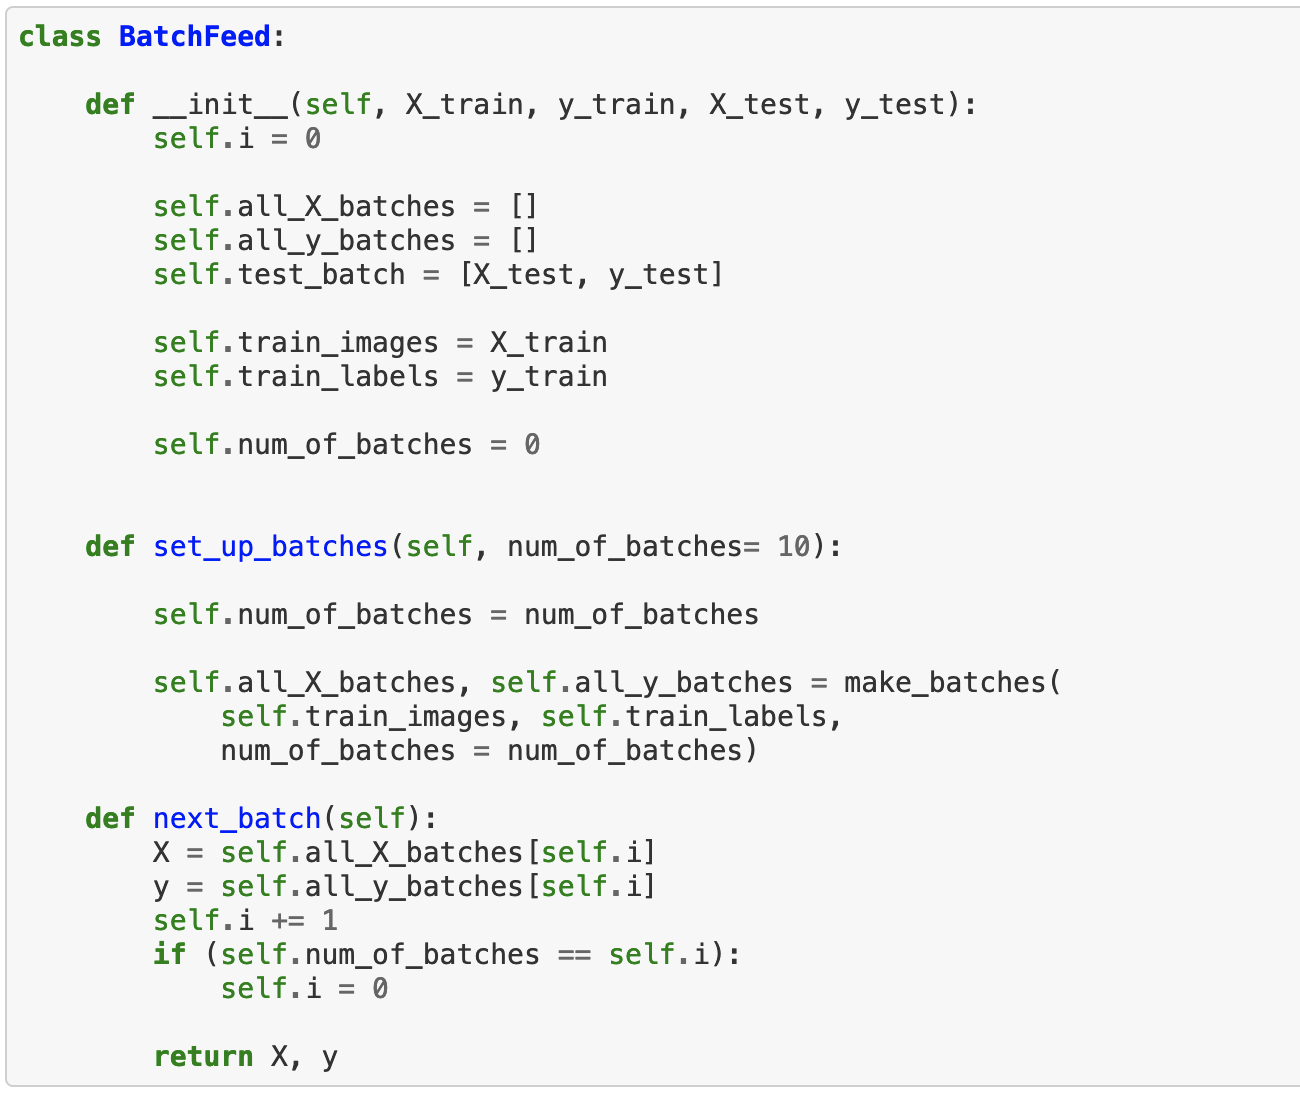 class BatchFeed:
    def __init__(self, X_train, y_train, X_test, y_test):
        self.i = 0
        self.all_X_batches = []
        self.all_y_batches = []
        self.test_batch = [X_test, y_test]
        self.train_images = X_train
        self.train_labels = y_train
        self.num_of_batches = 0
    def set_up_batches(self, num_of_batches= 10):
        self.num_of_batches = num_of_batches
        self.all_X_batches, self.all_y_batches = make_batches(
            self.train_images, self.train_labels,
            num_of_batches = num_of_batches)
    def next_batch(self):
        X = self.all_X_batches[self.i]
        y = self.all_y_batches[self.i]
        self.i += 1
        if (self.num_of_batches == self.i):
            self.i = 0
        return X, y